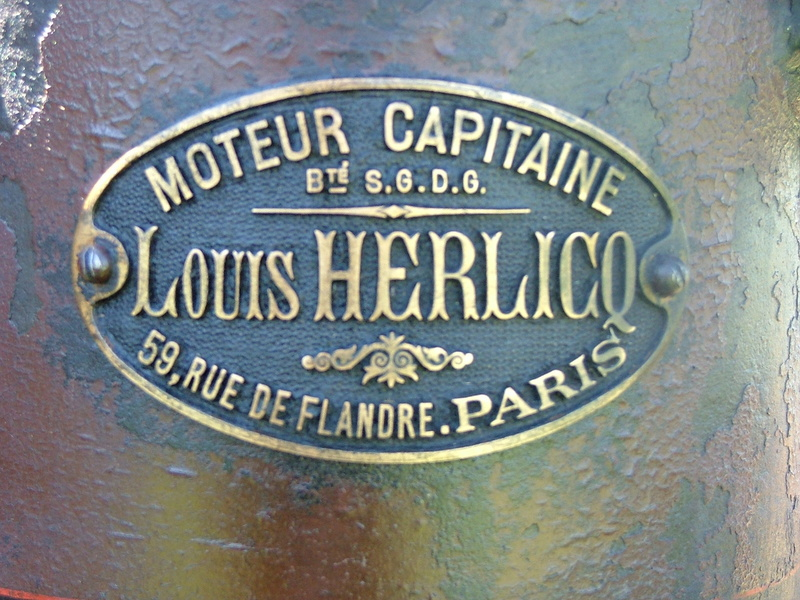 MOTEUR CAPITAINE
BTÉ S.G.D.G.
LOUIS HERLICQ
59, RUE DE FLANDRE. PARIS